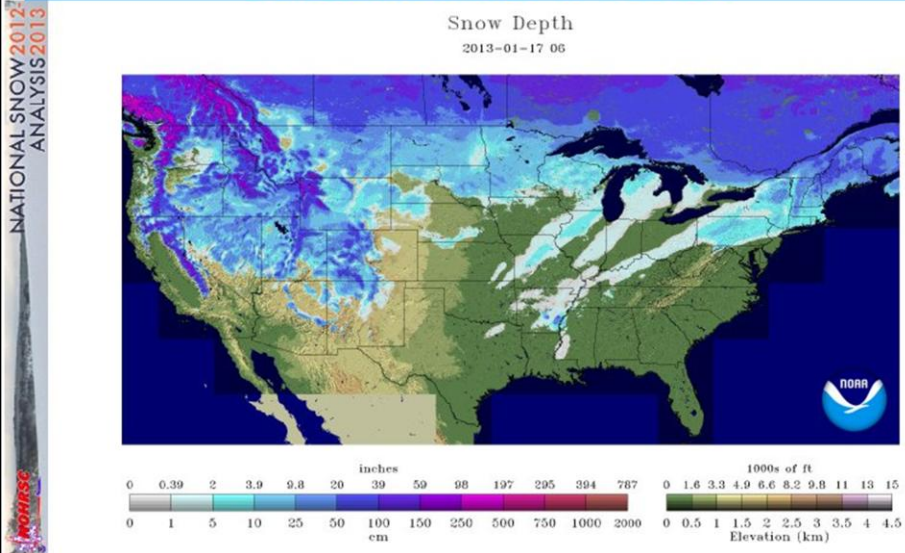 NATIONAL SNOW 2012-
ANALYSIS 2013
NOHRSC
Snow Depth
2013-01-17 06
NOAA
inches
0 0.39 2 3.9 9.8 20 39 59 98 197 295 394 787
0 1 5 10 25 50 100 150 250 500 750 1000 2000
cm
1000s of ft
0 1.6 3.3 4.9 6.6 8.2 9.8 11 13 15
0 0.5 1 1.5 2 2.5 3 3.5 4 4.5
Elevation (km)